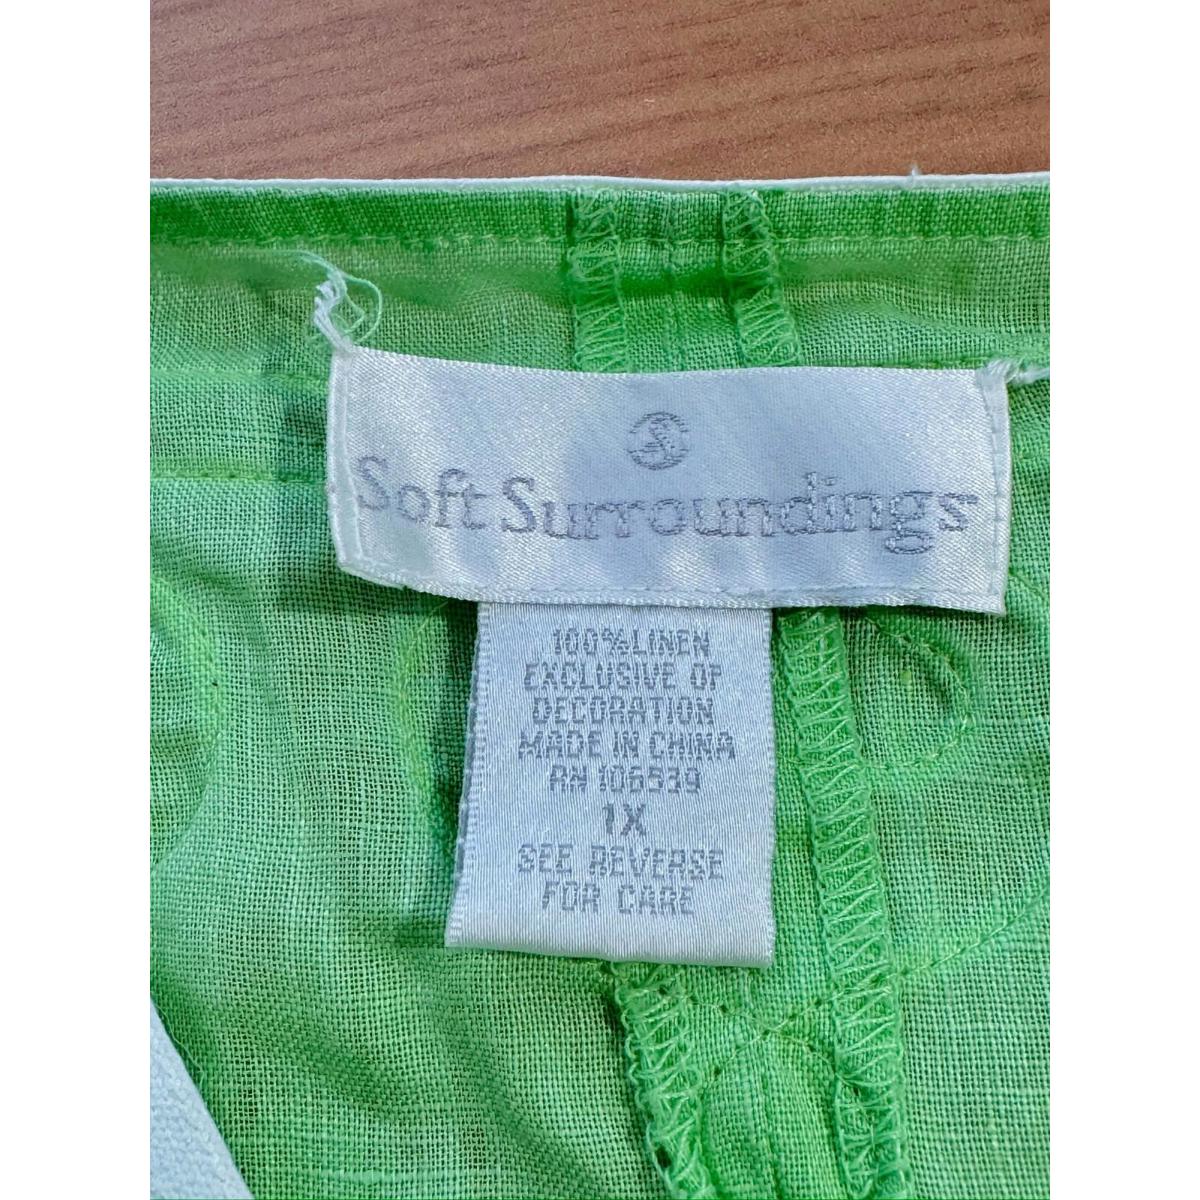 S
Soft Surroundings
100% LINEN
EXCLUSIVE OF
DECORATION
MADE IN CHINA
RN 106539
1X
SEE REVERSE
FOR CARE